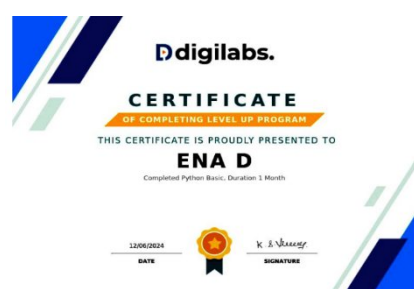 digilabs.
CERTIFICATE
OF COMPLETING LEVEL UP PROGRAM
THIS CERTIFICATE IS PROUDLY PRESENTED TO
ENA D
Completed Python Basic, Duration 1 Month
12/06/2024
DATE
SIGNATURE